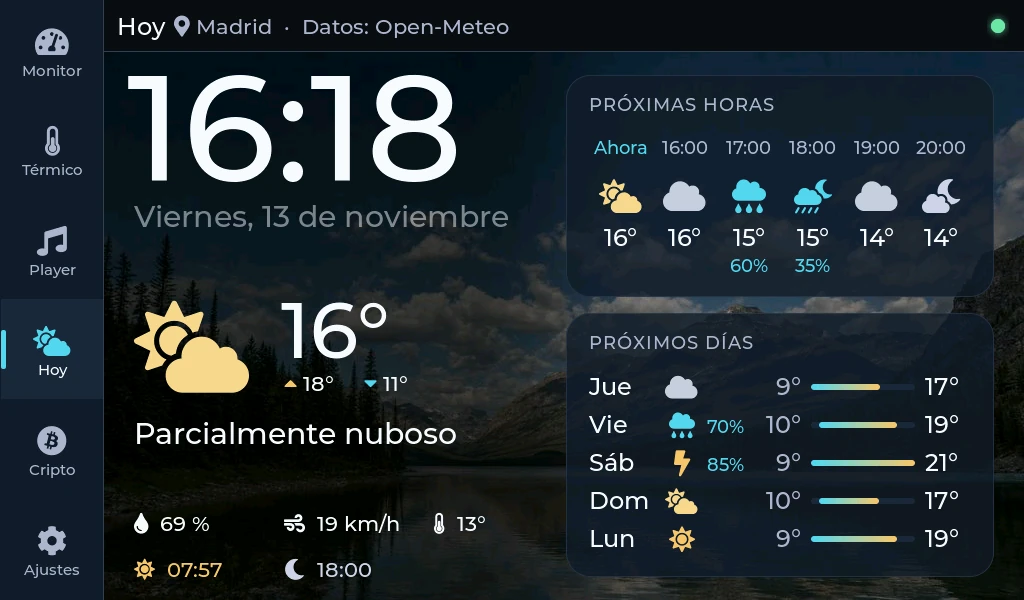 Monitor
Térmico
Player
Hoy
Cripto
Ajustes
Hoy Madrid · Datos: Open-Meteo
16:18
Viernes, 13 de noviembre
16°
18° 11°
Parcialmente nuboso
69 % 19 km/h 13°
07:57 18:00
PRÓXIMAS HORAS
Ahora 16:00 17:00 18:00 19:00 20:00
16° 16° 15° 15° 14° 14°
60% 35%
PRÓXIMOS DÍAS
Jue 9° 17°
Vie 70% 10° 19°
Sáb 85% 9° 21°
Dom 10° 17°
Lun 9° 19°